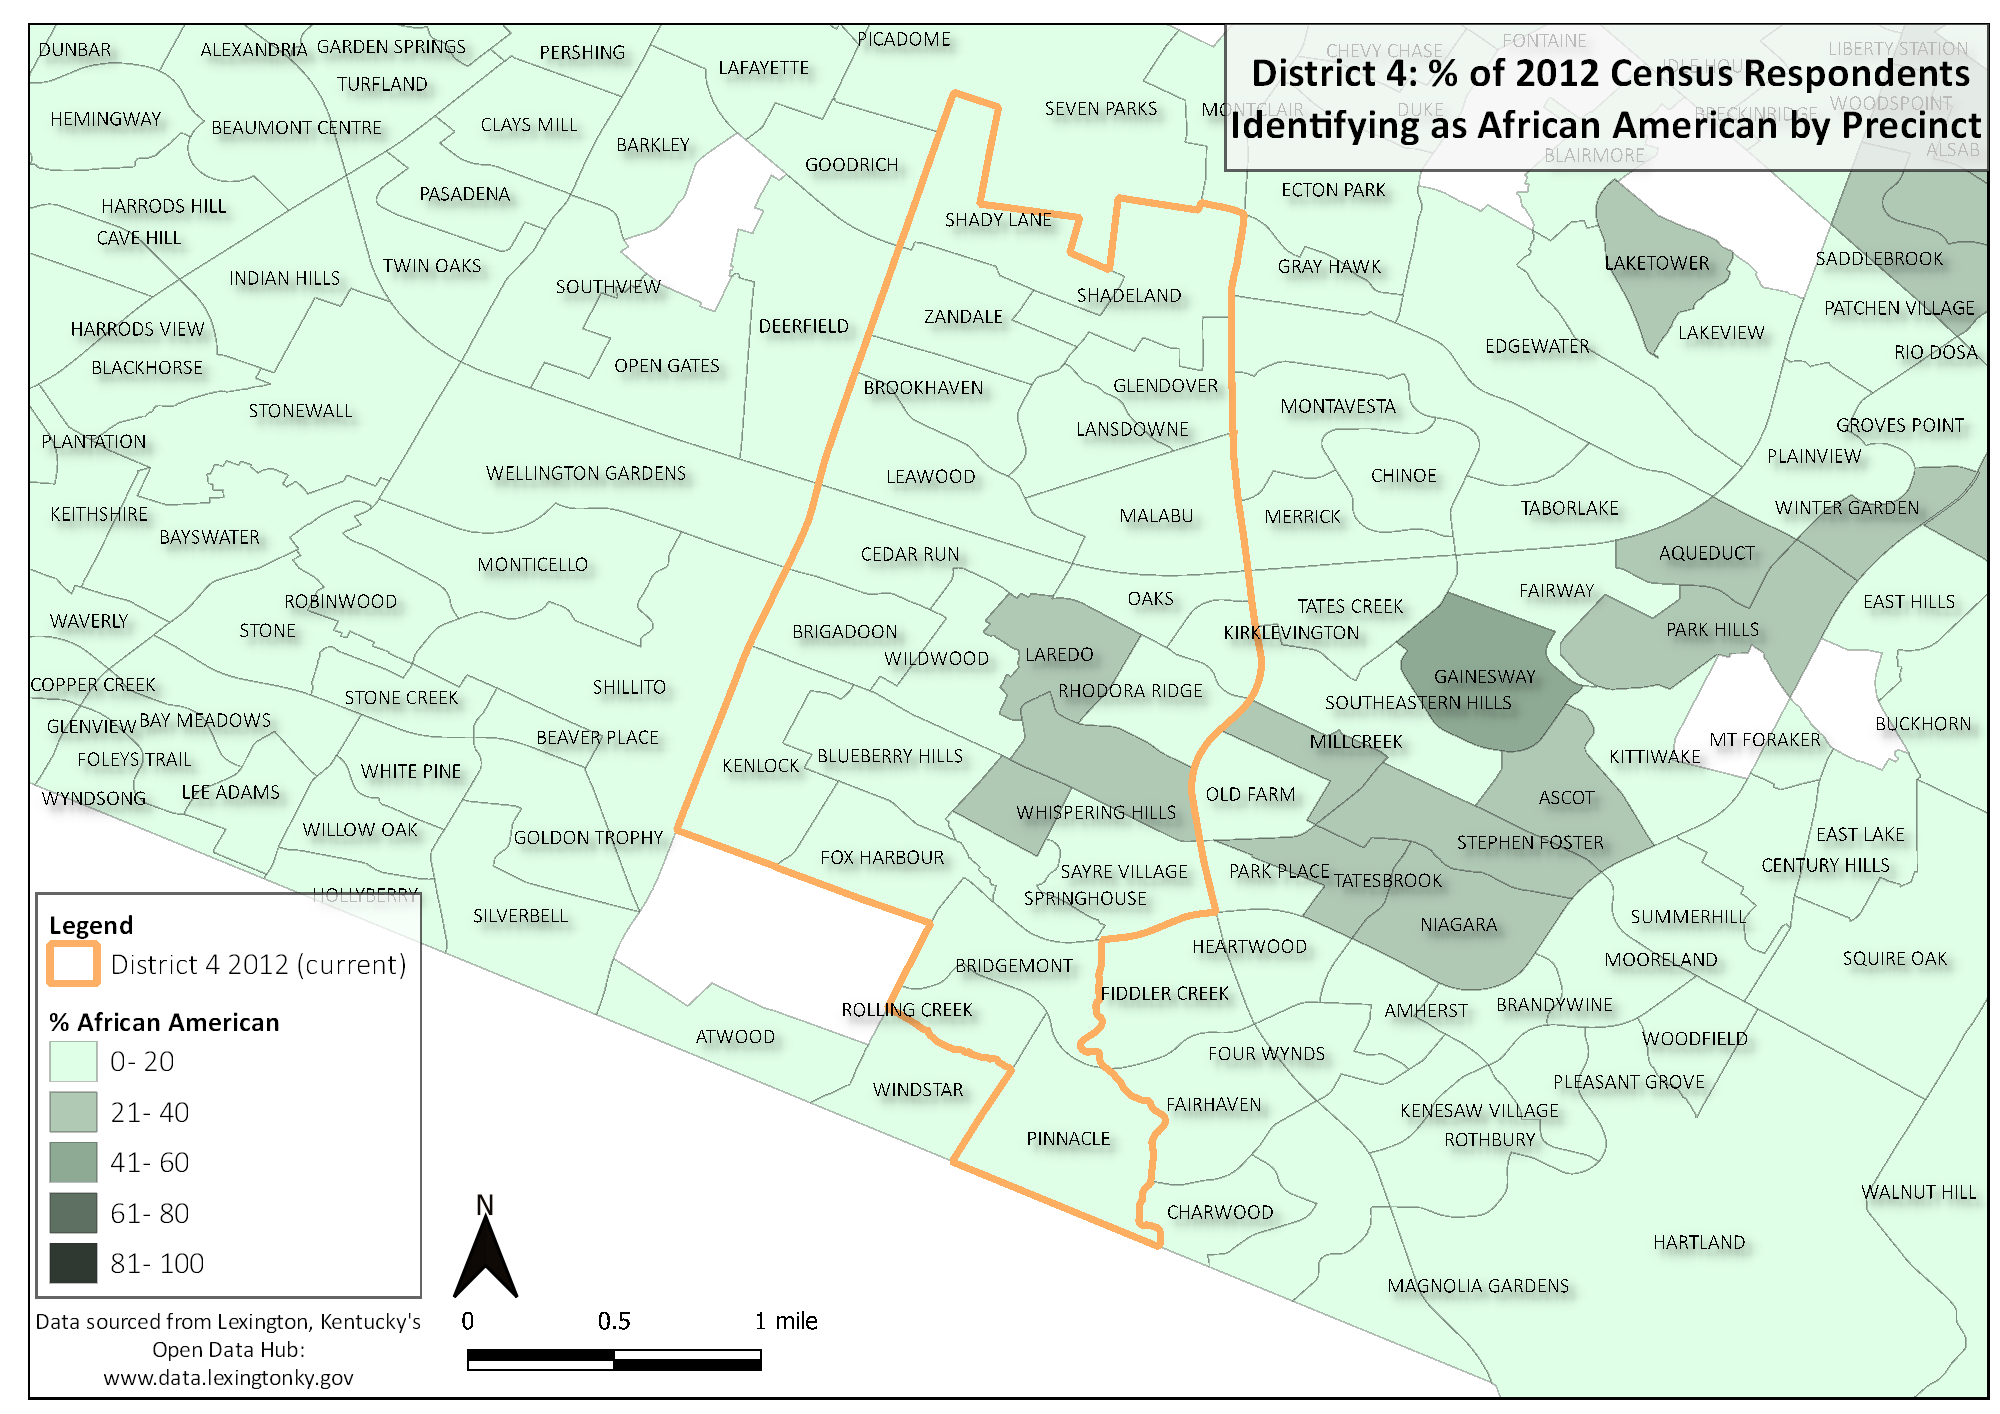 DUNBAR
ALEXANDRIA
GARDEN SPRINGS
PERSHING
PICADOME
LAFAYETTE
TURFLAND
CHEVY CHASE
FONTAINE
LIBERTY STATION
IDLE HOUR
District 4: % of 2012 Census Respondents
Identifying as African American by Precinct
HEMINGWAY
BEAUMONT CENTRE
CLAYS MILL
BARKLEY
GOODRICH
SEVEN PARKS
MONTCLAIR
DUKE
BRECKINRIDGE
WOODSPOINT
BLAIRMORE
ALSAB
PASADENA
HARRODS HILL
CAVE HILL
SHADY LANE
ECTON PARK
INDIAN HILLS
TWIN OAKS
SOUTHVIEW
GRAY HAWK
LAKETOWER
SADDLEBROOK
HARRODS VIEW
DEERFIELD
ZANDALE
SHADELAND
PATCHEN VILLAGE
LAKEVIEW
BLACKHORSE
OPEN GATES
EDGEWATER
RIO DOSA
STONEWALL
BROOKHAVEN
GLENDOVER
MONTAVESTA
PLANTATION
LANSDOWNE
GROVES POINT
WELLINGTON GARDENS
LEAWOOD
CHINOE
PLAINVIEW
KEITHSHIRE
BAYSWATER
MALABU
MERRICK
TABORLAKE
WINTER GARDEN
MONTICELLO
CEDAR RUN
AQUEDUCT
ROBINWOOD
OAKS
TATES CREEK
FAIRWAY
EAST HILLS
WAVERLY
STONE
BRIGADOON
KIRKLEVINGTON
PARK HILLS
WILDWOOD
LAREDO
COPPER CREEK
STONE CREEK
SHILLITO
RHODORA RIDGE
GAINESWAY
SOUTHEASTERN HILLS
GLENVIEW
BAY MEADOWS
BEAVER PLACE
BUCKHORN
FOLEYS TRAIL
WHITE PINE
KENLOCK
BLUEBERRY HILLS
MILLCREEK
KITTIWAKE
MT FORAKER
WYNDSONG
LEE ADAMS
OLD FARM
ASCOT
WILLOW OAK
GOLDON TROPHY
WHISPERING HILLS
STEPHEN FOSTER
EAST LAKE
FOX HARBOUR
SAYRE VILLAGE
PARK PLACE
TATESBROOK
CENTURY HILLS
HOLLYBERRY
SPRINGHOUSE
SILVERBELL
NIAGARA
SUMMERHILL
HEARTWOOD
BRIDGEMONT
MOORELAND
SQUIRE OAK
FIDDLER CREEK
ROLLING CREEK
AMHERST
BRANDYWINE
ATWOOD
FOUR WYNDS
WOODFIELD
WINDSTAR
FAIRHAVEN
PLEASANT GROVE
KENESAW VILLAGE
PINNACLE
ROTHBURY
CHARWOOD
WALNUT HILL
HARTLAND
MAGNOLIA GARDENS
Legend
District 4 2012 (current)
% African American
0- 20
21- 40
41- 60
61- 80
81- 100
Data sourced from Lexington, Kentucky's
Open Data Hub:
www.data.lexingtonky.gov
N
0 0.5 1 mile